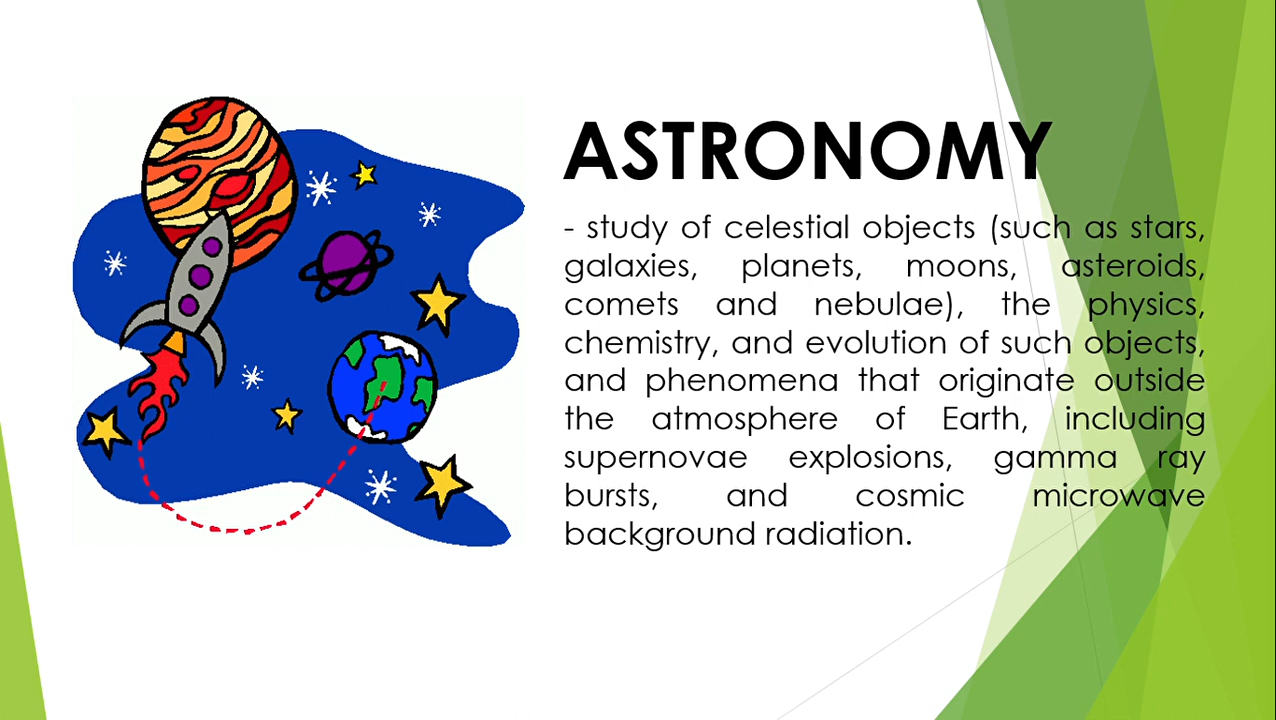 ASTRONOMY
- study of celestial objects (such as stars,
galaxies, planets, moons, asteroids,
comets and nebulae), the physics,
chemistry, and evolution of such objects,
and phenomena that originate outside
the atmosphere of Earth, including
supernovae explosions, gamma ray
bursts, and cosmic microwave
background radiation.